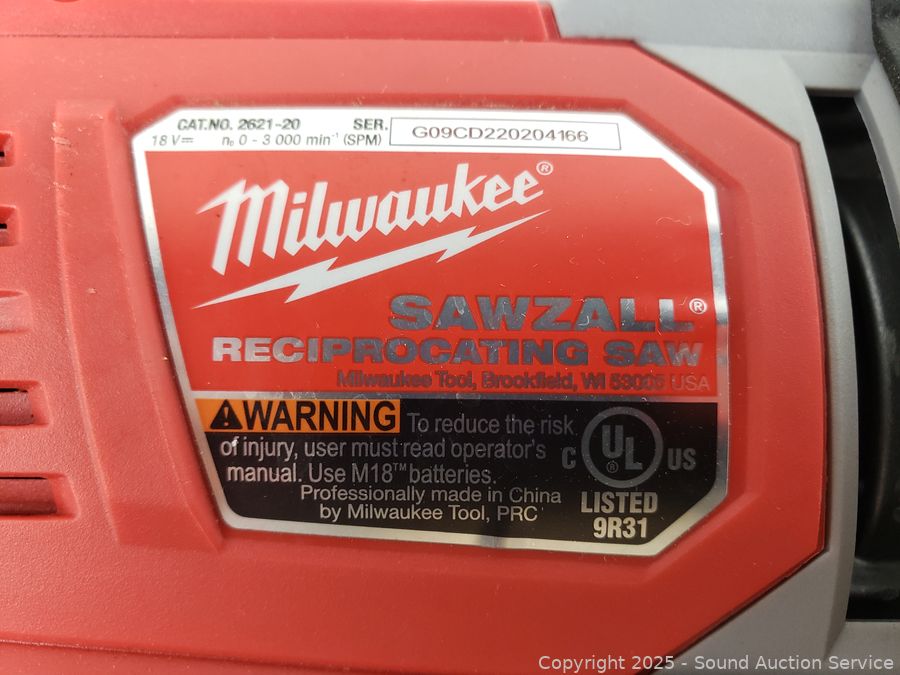 CAT.NO. 2621-20 SER. G09CD220204166
18 V⎓ n₀ 0 - 3 000 min⁻¹ (SPM)
Milwaukee®
SAWZALL®
RECIPROCATING SAW
Milwaukee Tool, Brookfield, WI 53005 USA
⚠WARNING To reduce the risk
of injury, user must read operator's
manual. Use M18™ batteries.
Professionally made in China
by Milwaukee Tool, PRC
C UL® US
LISTED
9R31
Copyright © 2025 - Sound Auction Service